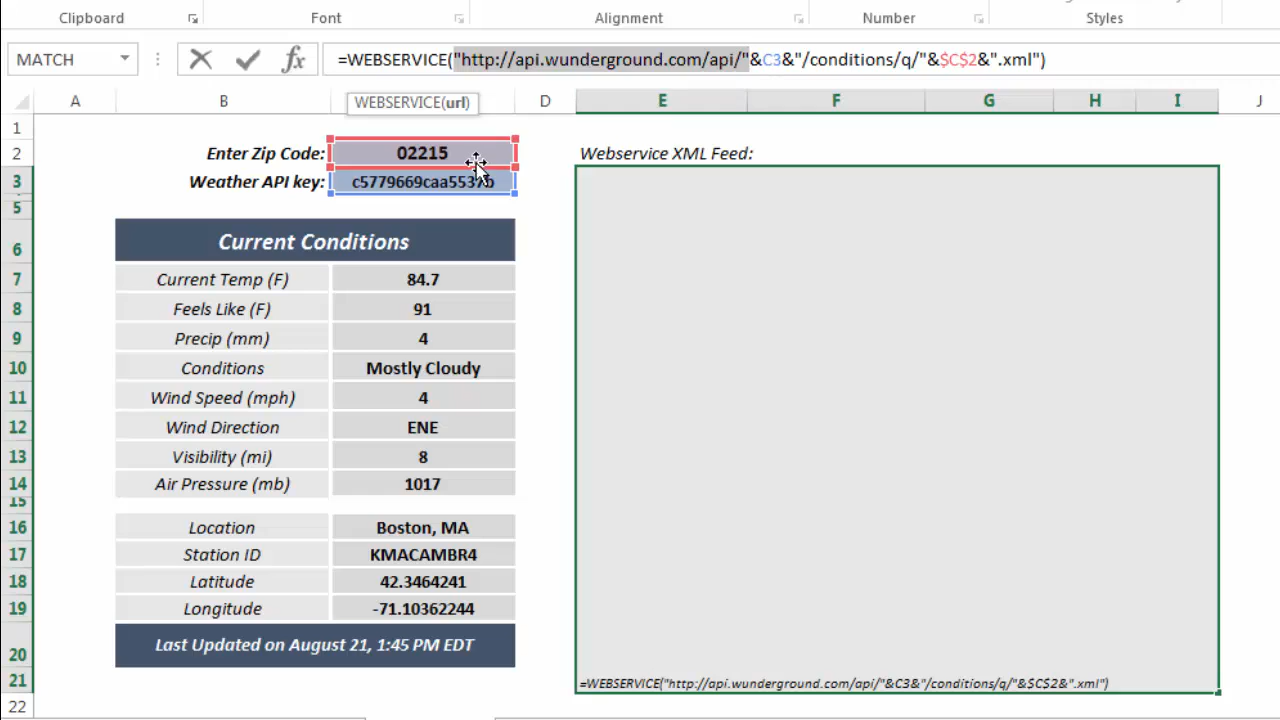 Clipboard Font Alignment Number Styles
MATCH =WEBSERVICE("http://api.wunderground.com/api/"&C3&"/conditions/q/"&$C$2&".xml")
WEBSERVICE(url)
A B D E F G H I J
1
2 Enter Zip Code: 02215 Webservice XML Feed:
3 Weather API key:
5
6 Current Conditions
7 Current Temp (F) 84.7
8 Feels Like (F) 91
9 Precip (mm) 4
10 Conditions Mostly Cloudy
11 Wind Speed (mph) 4
12 Wind Direction ENE
13 Visibility (mi) 8
14 Air Pressure (mb) 1017
15
16 Location Boston, MA
17 Station ID KMACAMBR4
18 Latitude 42.3464241
19 Longitude -71.10362244
20 Last Updated on August 21, 1:45 PM EDT
21 =WEBSERVICE("http://api.wunderground.com/api/"&C3&"/conditions/q/"&$C$2&".xml")
22